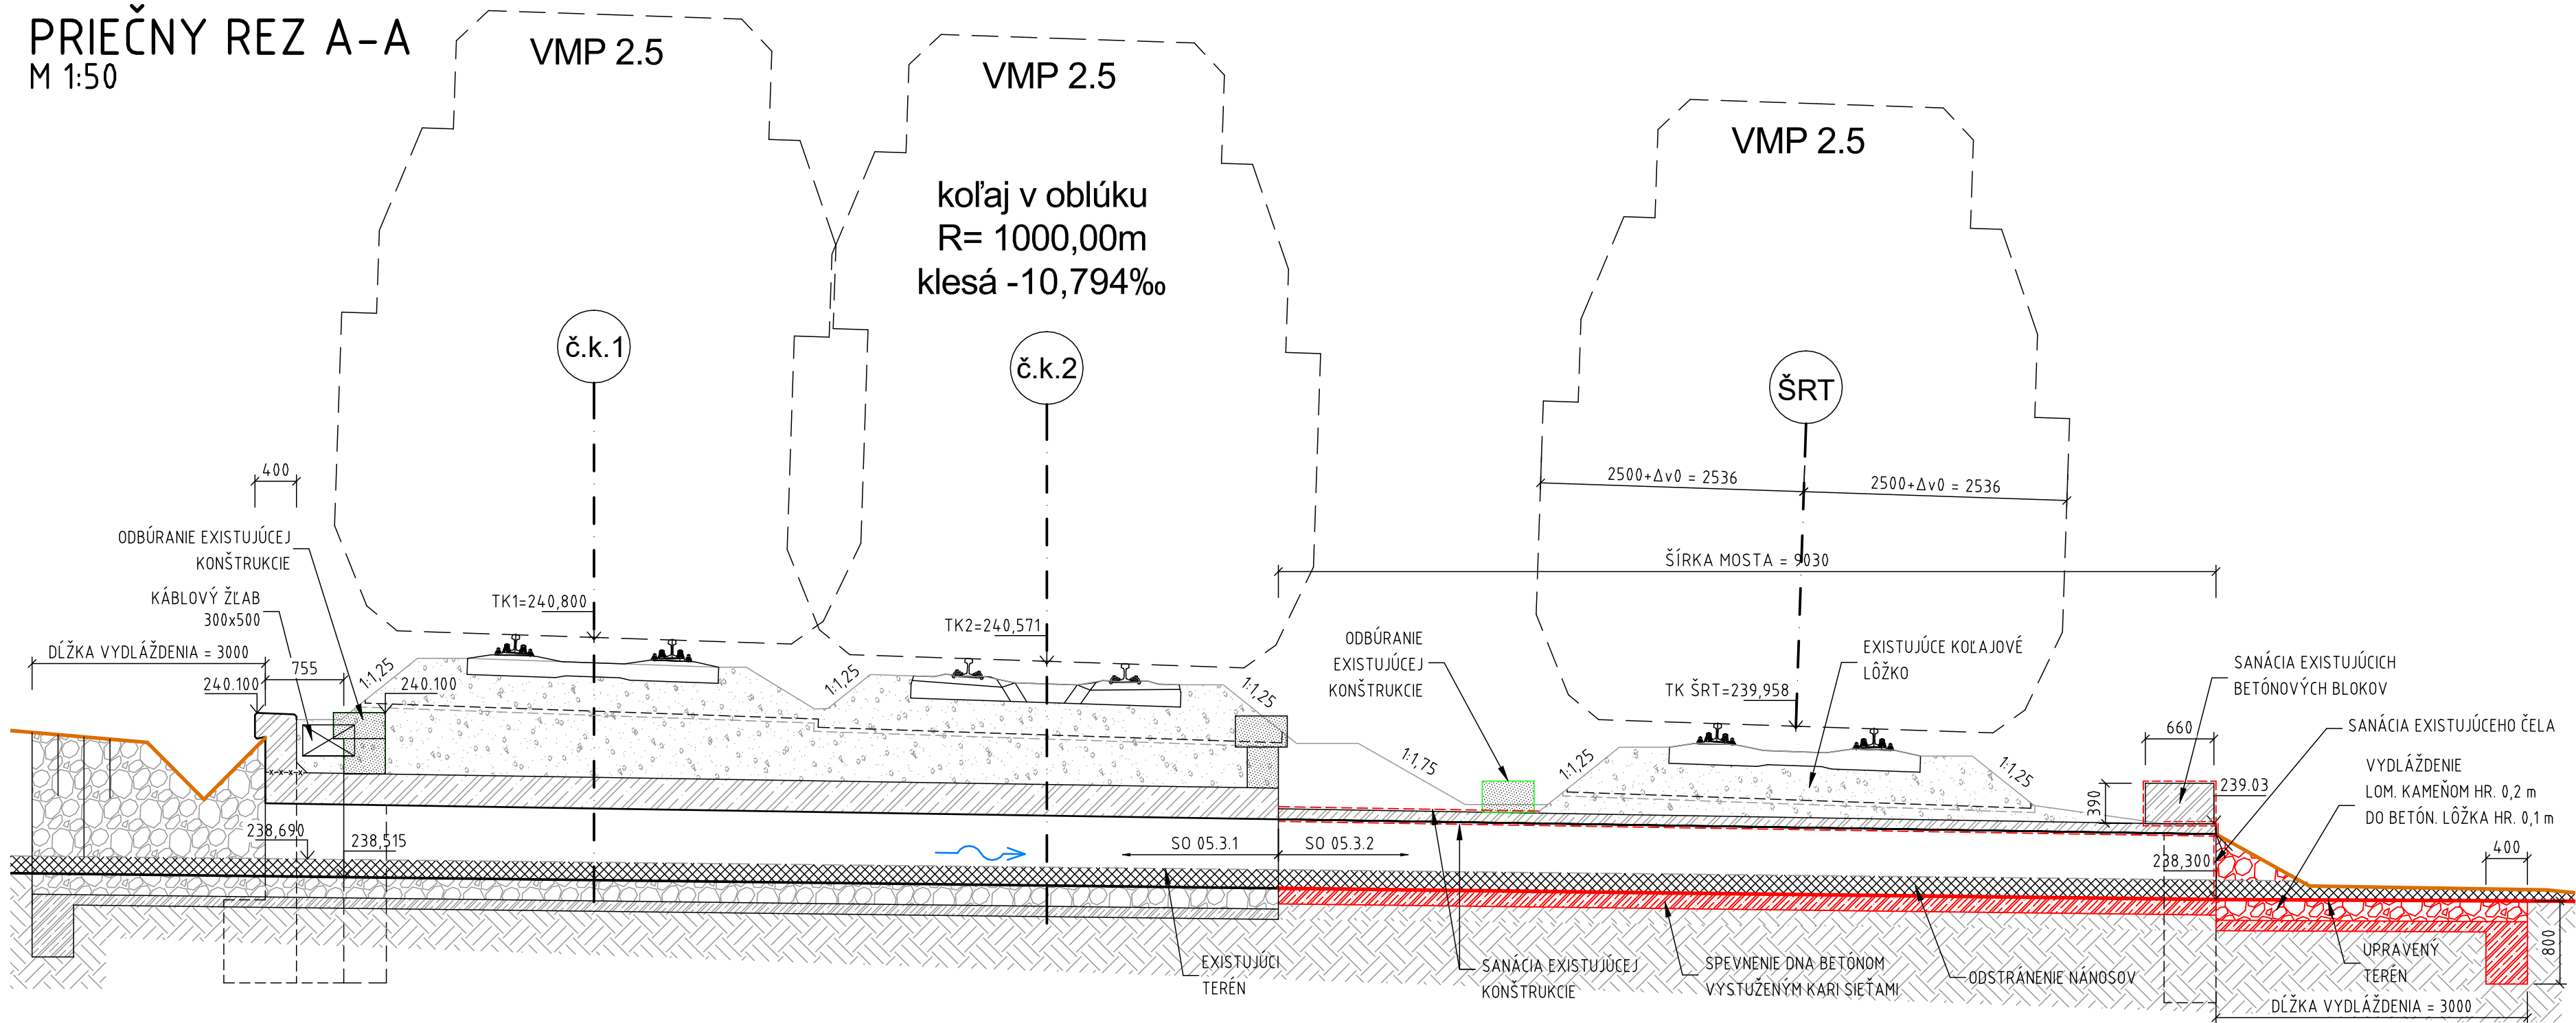 PRIEČNY REZ A-A
M 1:50
VMP 2.5
VMP 2.5
VMP 2.5
koľaj v oblúku
R= 1000,00m
klesá -10,794‰
č.k.1
č.k.2
ŠRT
400
2500+Δv0 = 2536
2500+Δv0 = 2536
ODBÚRANIE EXISTUJÚCEJ
KONŠTRUKCIE
ŠÍRKA MOSTA = 9030
KÁBLOVÝ ŽĽAB
300x500
TK1=240,800
TK2=240,571
ODBÚRANIE
EXISTUJÚCEJ
KONŠTRUKCIE
EXISTUJÚCE KOĽAJOVÉ
LÔŽKO
SANÁCIA EXISTUJÚCICH
BETÓNOVÝCH BLOKOV
DĹŽKA VYDLÁŽDENIA = 3000
755
1:1,25
1:1,25
1:1,25
240.100
240.100
TK ŠRT=239,958
660
SANÁCIA EXISTUJÚCEHO ČELA
1:1,75
1:1,25
1:1,25
VYDLÁŽDENIE
LOM. KAMEŇOM HR. 0,2 m
DO BETÓN. LÔŽKA HR. 0,1 m
390
239.03
238,690
238,515
SO 05.3.1
SO 05.3.2
238,300
400
EXISTUJÚCI
TERÉN
SANÁCIA EXISTUJÚCEJ
KONŠTRUKCIE
SPEVNENIE DNA BETÓNOM
VYSTUŽENÝM KARI SIEŤAMI
ODSTRÁNENIE NÁNOSOV
UPRAVENÝ
TERÉN
800
DĹŽKA VYDLÁŽDENIA = 3000